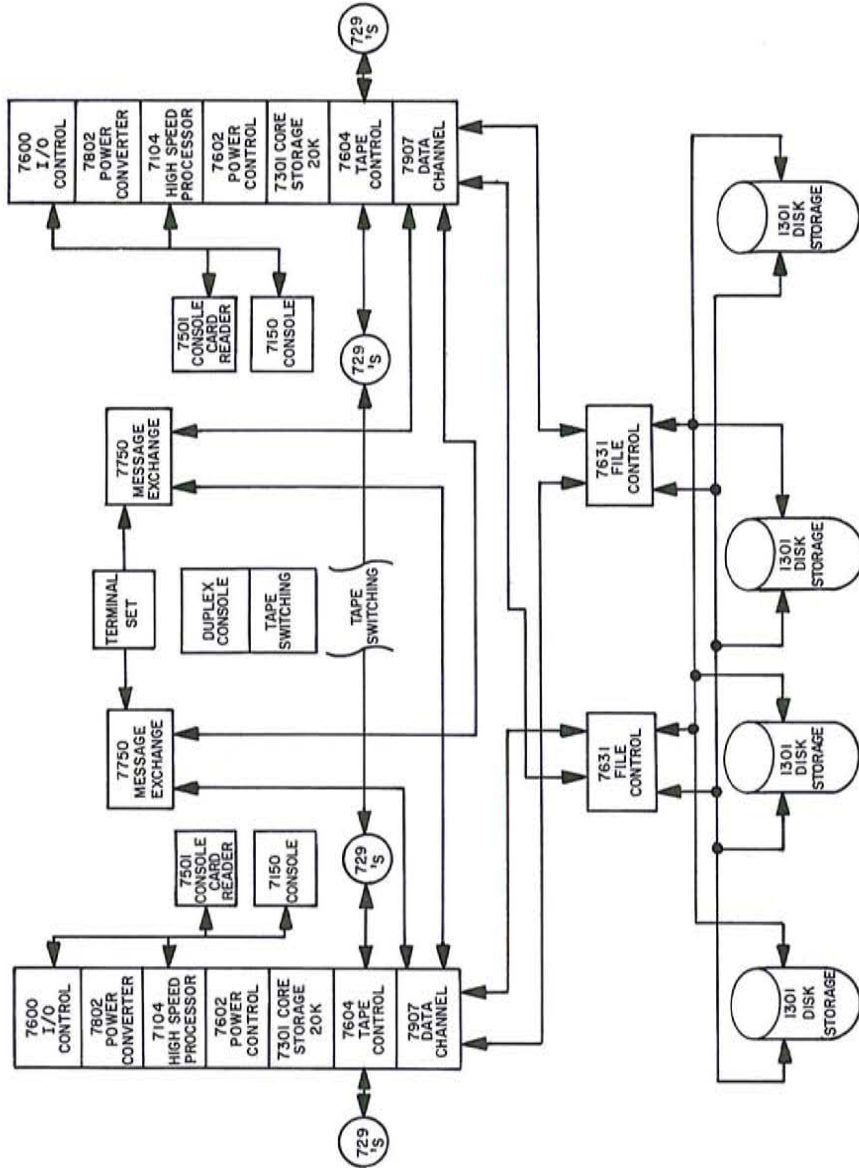 729
'S
7600
I/O
CONTROL
7802
POWER
CONVERTER
7104
HIGH SPEED
PROCESSOR
7602
POWER
CONTROL
7301 CORE
STORAGE
20K
7604
TAPE
CONTROL
7907
DATA
CHANNEL
7501
CONSOLE
CARD
READER
7150
CONSOLE
729
'S
7750
MESSAGE
EXCHANGE
TERMINAL
SET
DUPLEX
CONSOLE
TAPE
SWITCHING
TAPE
SWITCHING
7750
MESSAGE
EXCHANGE
7501
CONSOLE
CARD
READER
7150
CONSOLE
729
'S
7600
I/O
CONTROL
7802
POWER
CONVERTER
7104
HIGH SPEED
PROCESSOR
7602
POWER
CONTROL
7301 CORE
STORAGE
20K
7604
TAPE
CONTROL
7907
DATA
CHANNEL
729
'S
7631
FILE
CONTROL
7631
FILE
CONTROL
1301
DISK
STORAGE
1301
DISK
STORAGE
1301
DISK
STORAGE
1301
DISK
STORAGE